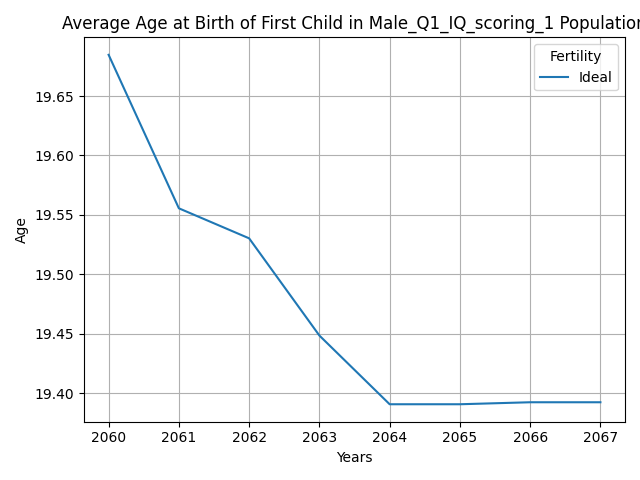 Average Age at Birth of First Child in Male_Q1_IQ_scoring_1 Population
Fertility
Ideal
19.65
19.60
19.55
19.50
19.45
19.40
Age
2060 2061 2062 2063 2064 2065 2066 2067
Years